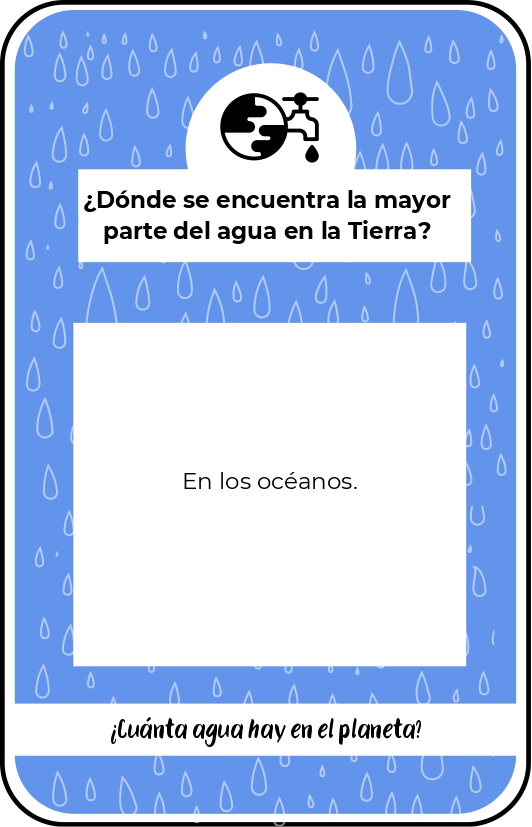 ¿Dónde se encuentra la mayor
parte del agua en la Tierra?
En los océanos.
¿Cuánta agua hay en el planeta?